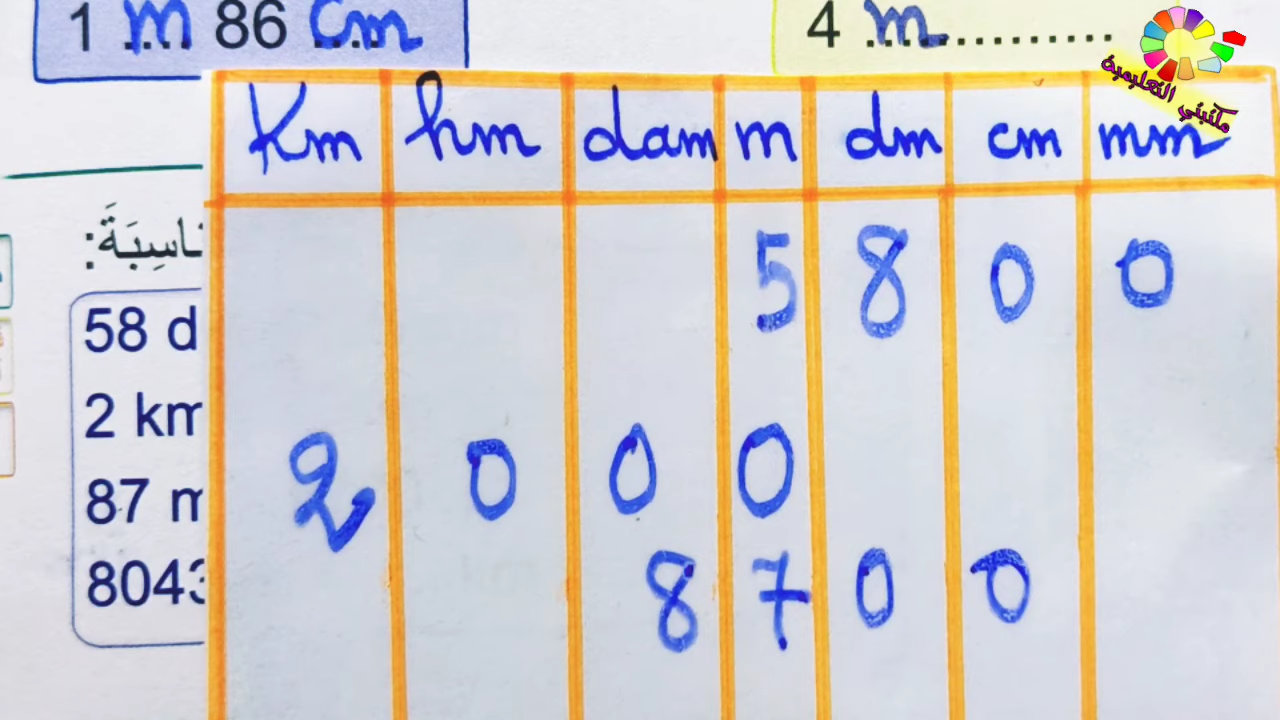 1 m 86 cm
4 m ............
مكتبتي التعليمية
Km hm dam m dm cm mm
5 8 0 0
58 d
2 km
2 0 0 0
87 m
8 7 0 0
8043